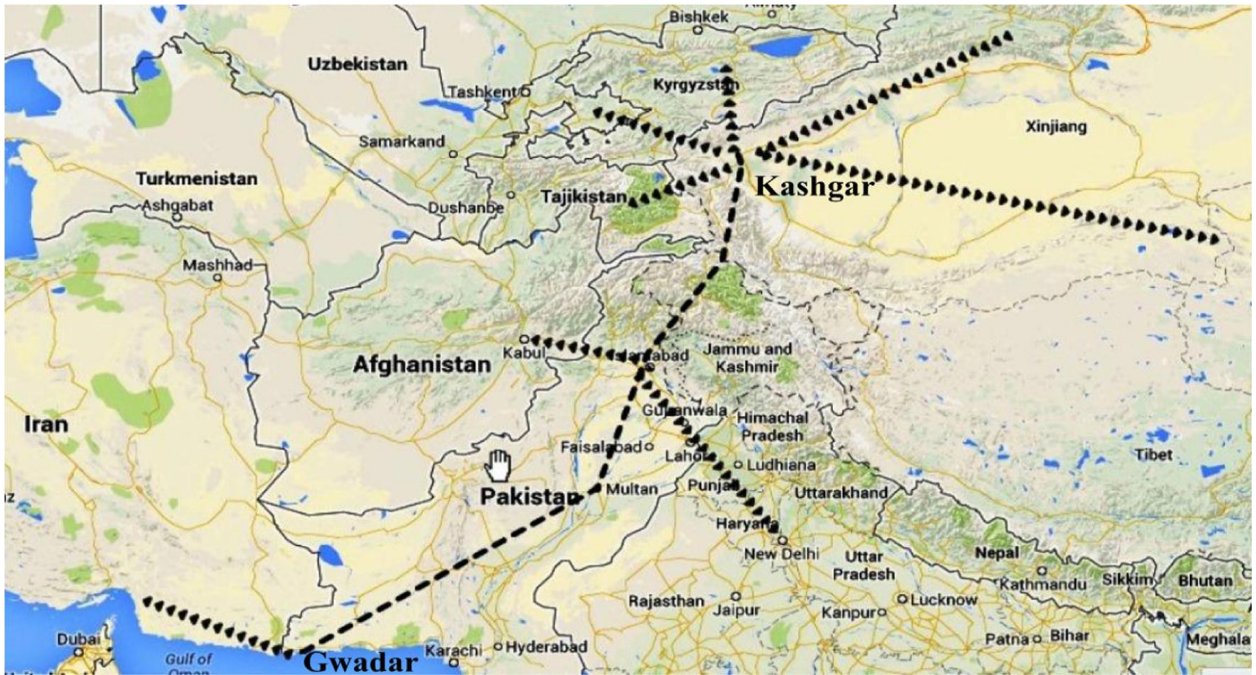 Almaty
Bishkek
Uzbekistan
Kyrgyzstan
Tashkent
Xinjiang
Samarkand
Turkmenistan
Kashgar
Ashgabat
Dushanbe
Tajikistan
Mashhad
Kabul
Islamabad
Jammu and
Kashmir
Afghanistan
Gujranwala
Himachal
Pradesh
Iran
Faisalabad
Lahore
Ludhiana
Tibet
Pakistan
Multan
Punjab
Uttarakhand
Haryana
New Delhi
Uttar
Pradesh
Nepal
Kathmandu
Sikkim
Bhutan
Rajasthan
Jaipur
Kanpur
Lucknow
Dubai
Gulf of
Oman
Gwadar
Karachi
Hyderabad
Patna
Bihar
Meghala